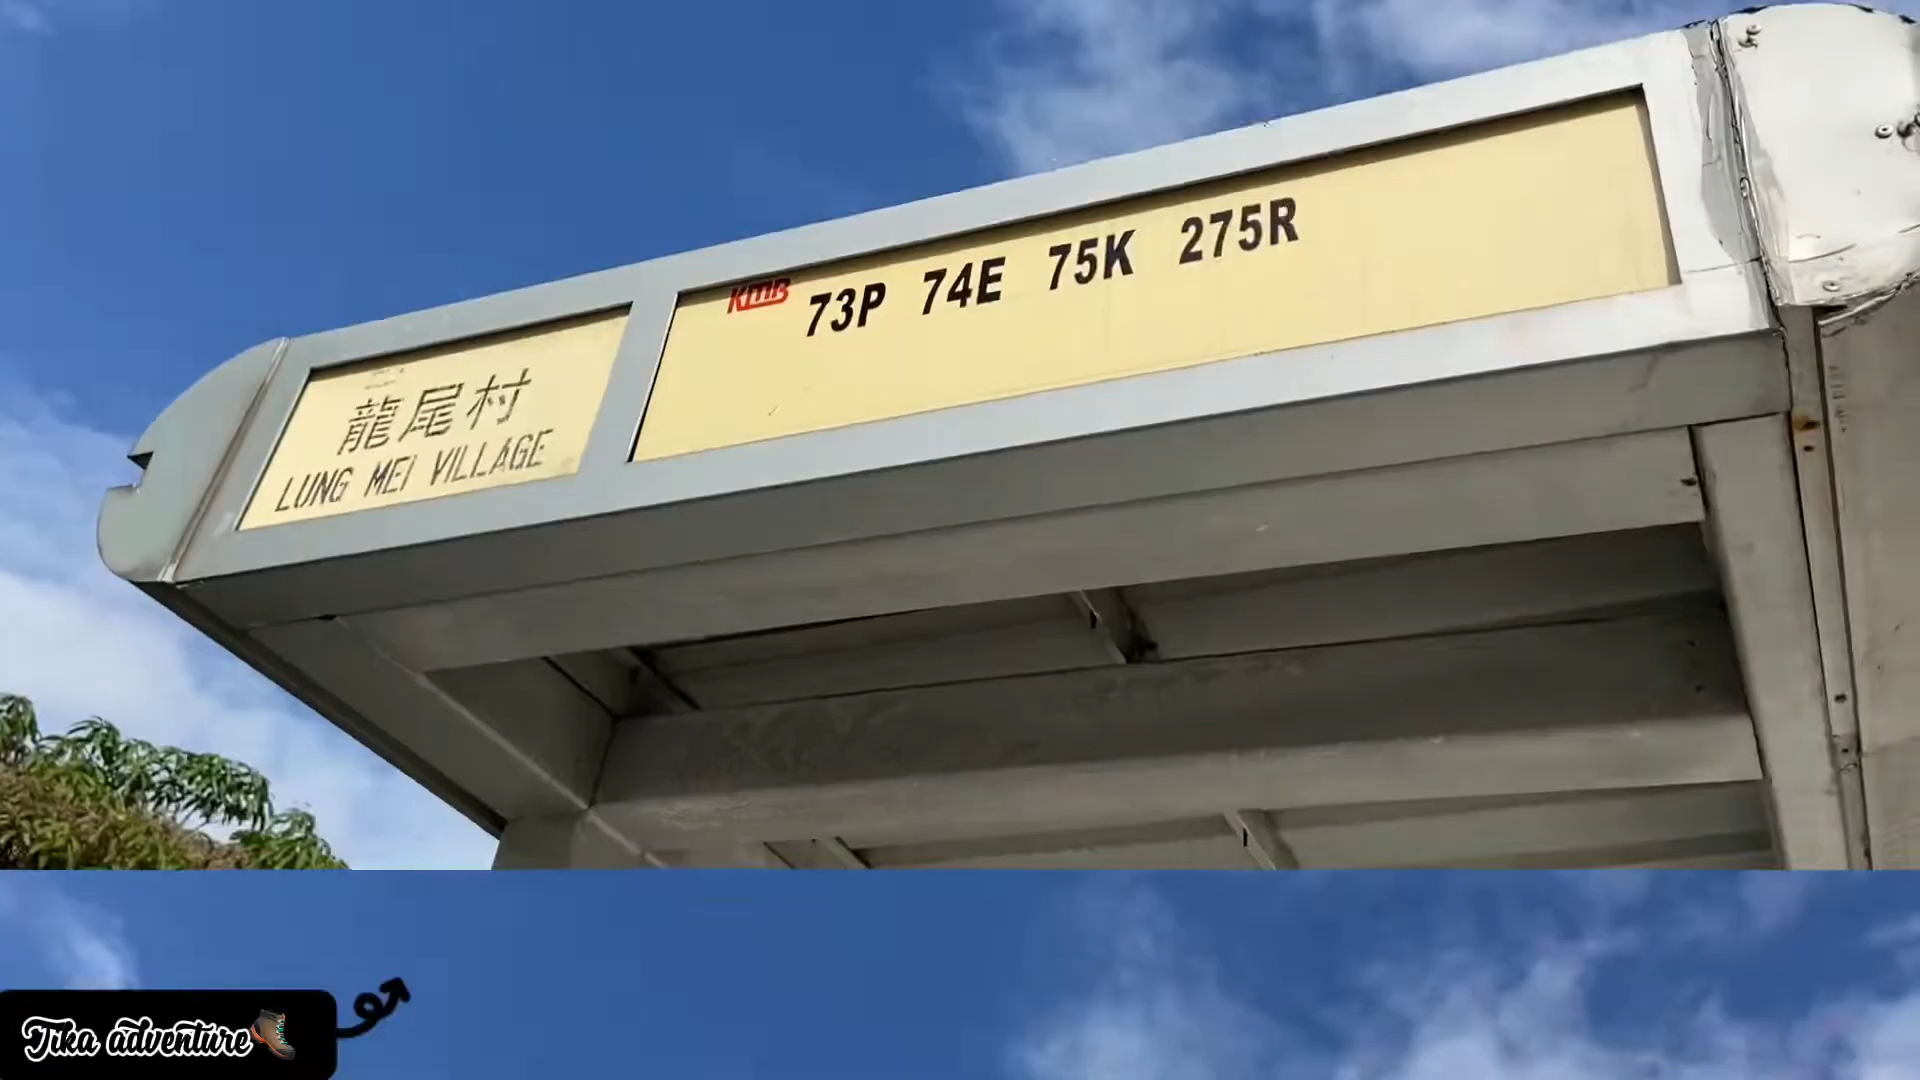 龍尾村
LUNG MEI VILLAGE
KMB 73P 74E 75K 275R
Tika adventure